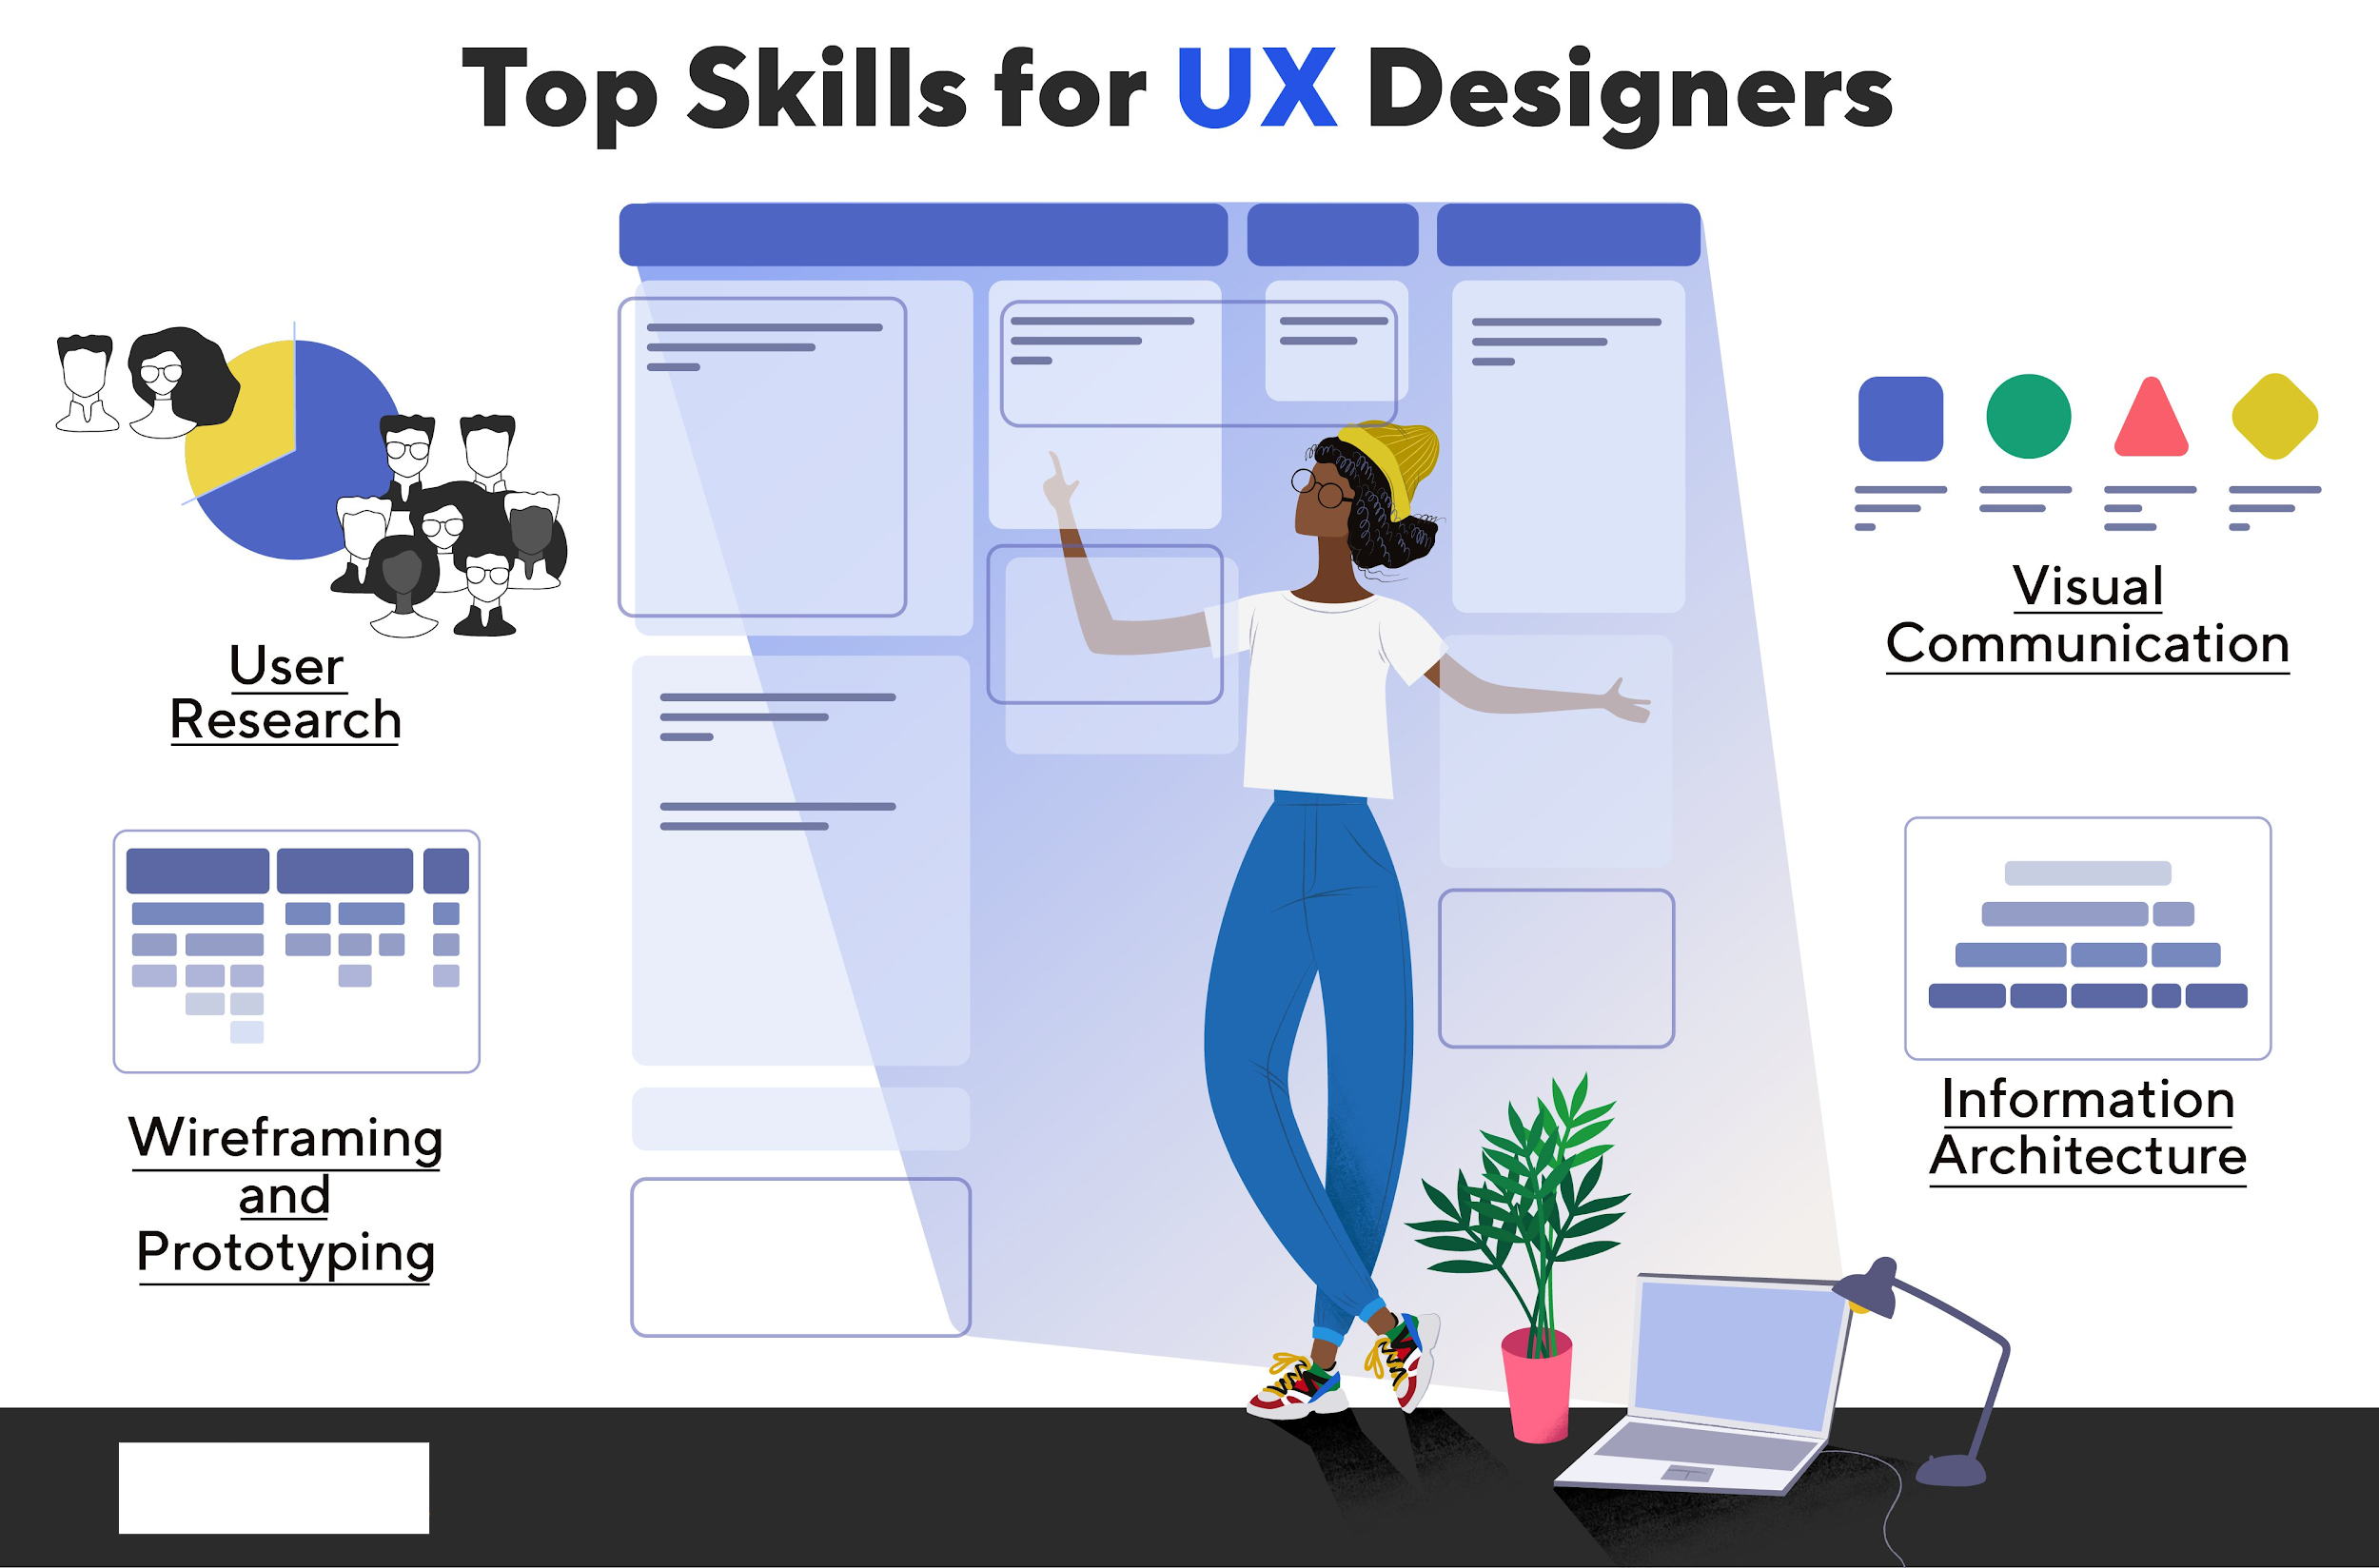 Top Skills for UX Designers
User
Research
Visual
Communication
Wireframing
and
Prototyping
Information
Architecture